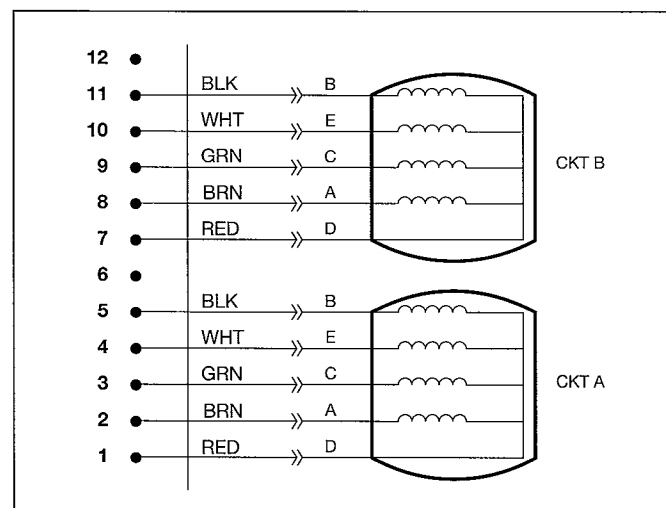 12
11 BLK B
10 WHT E
9 GRN C
CKT B
8 BRN A
7 RED D
6
5 BLK B
4 WHT E
3 GRN C
CKT A
2 BRN A
1 RED D